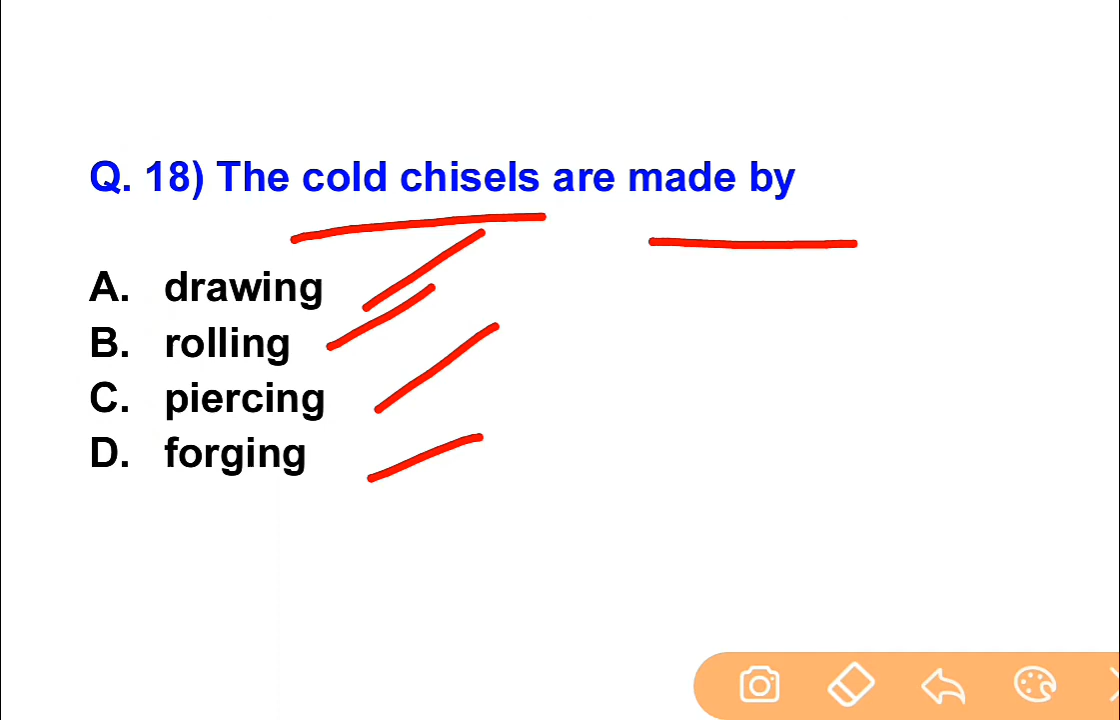 Q. 18) The cold chisels are made by
A. drawing
B. rolling
C. piercing
D. forging